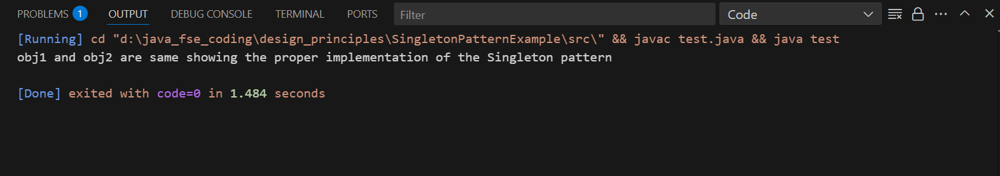 PROBLEMS 1 OUTPUT DEBUG CONSOLE TERMINAL PORTS Filter Code
[Running] cd "d:\java_fse_coding\design_principles\SingletonPatternExample\src\" && javac test.java && java test
obj1 and obj2 are same showing the proper implementation of the Singleton pattern
[Done] exited with code=0 in 1.484 seconds